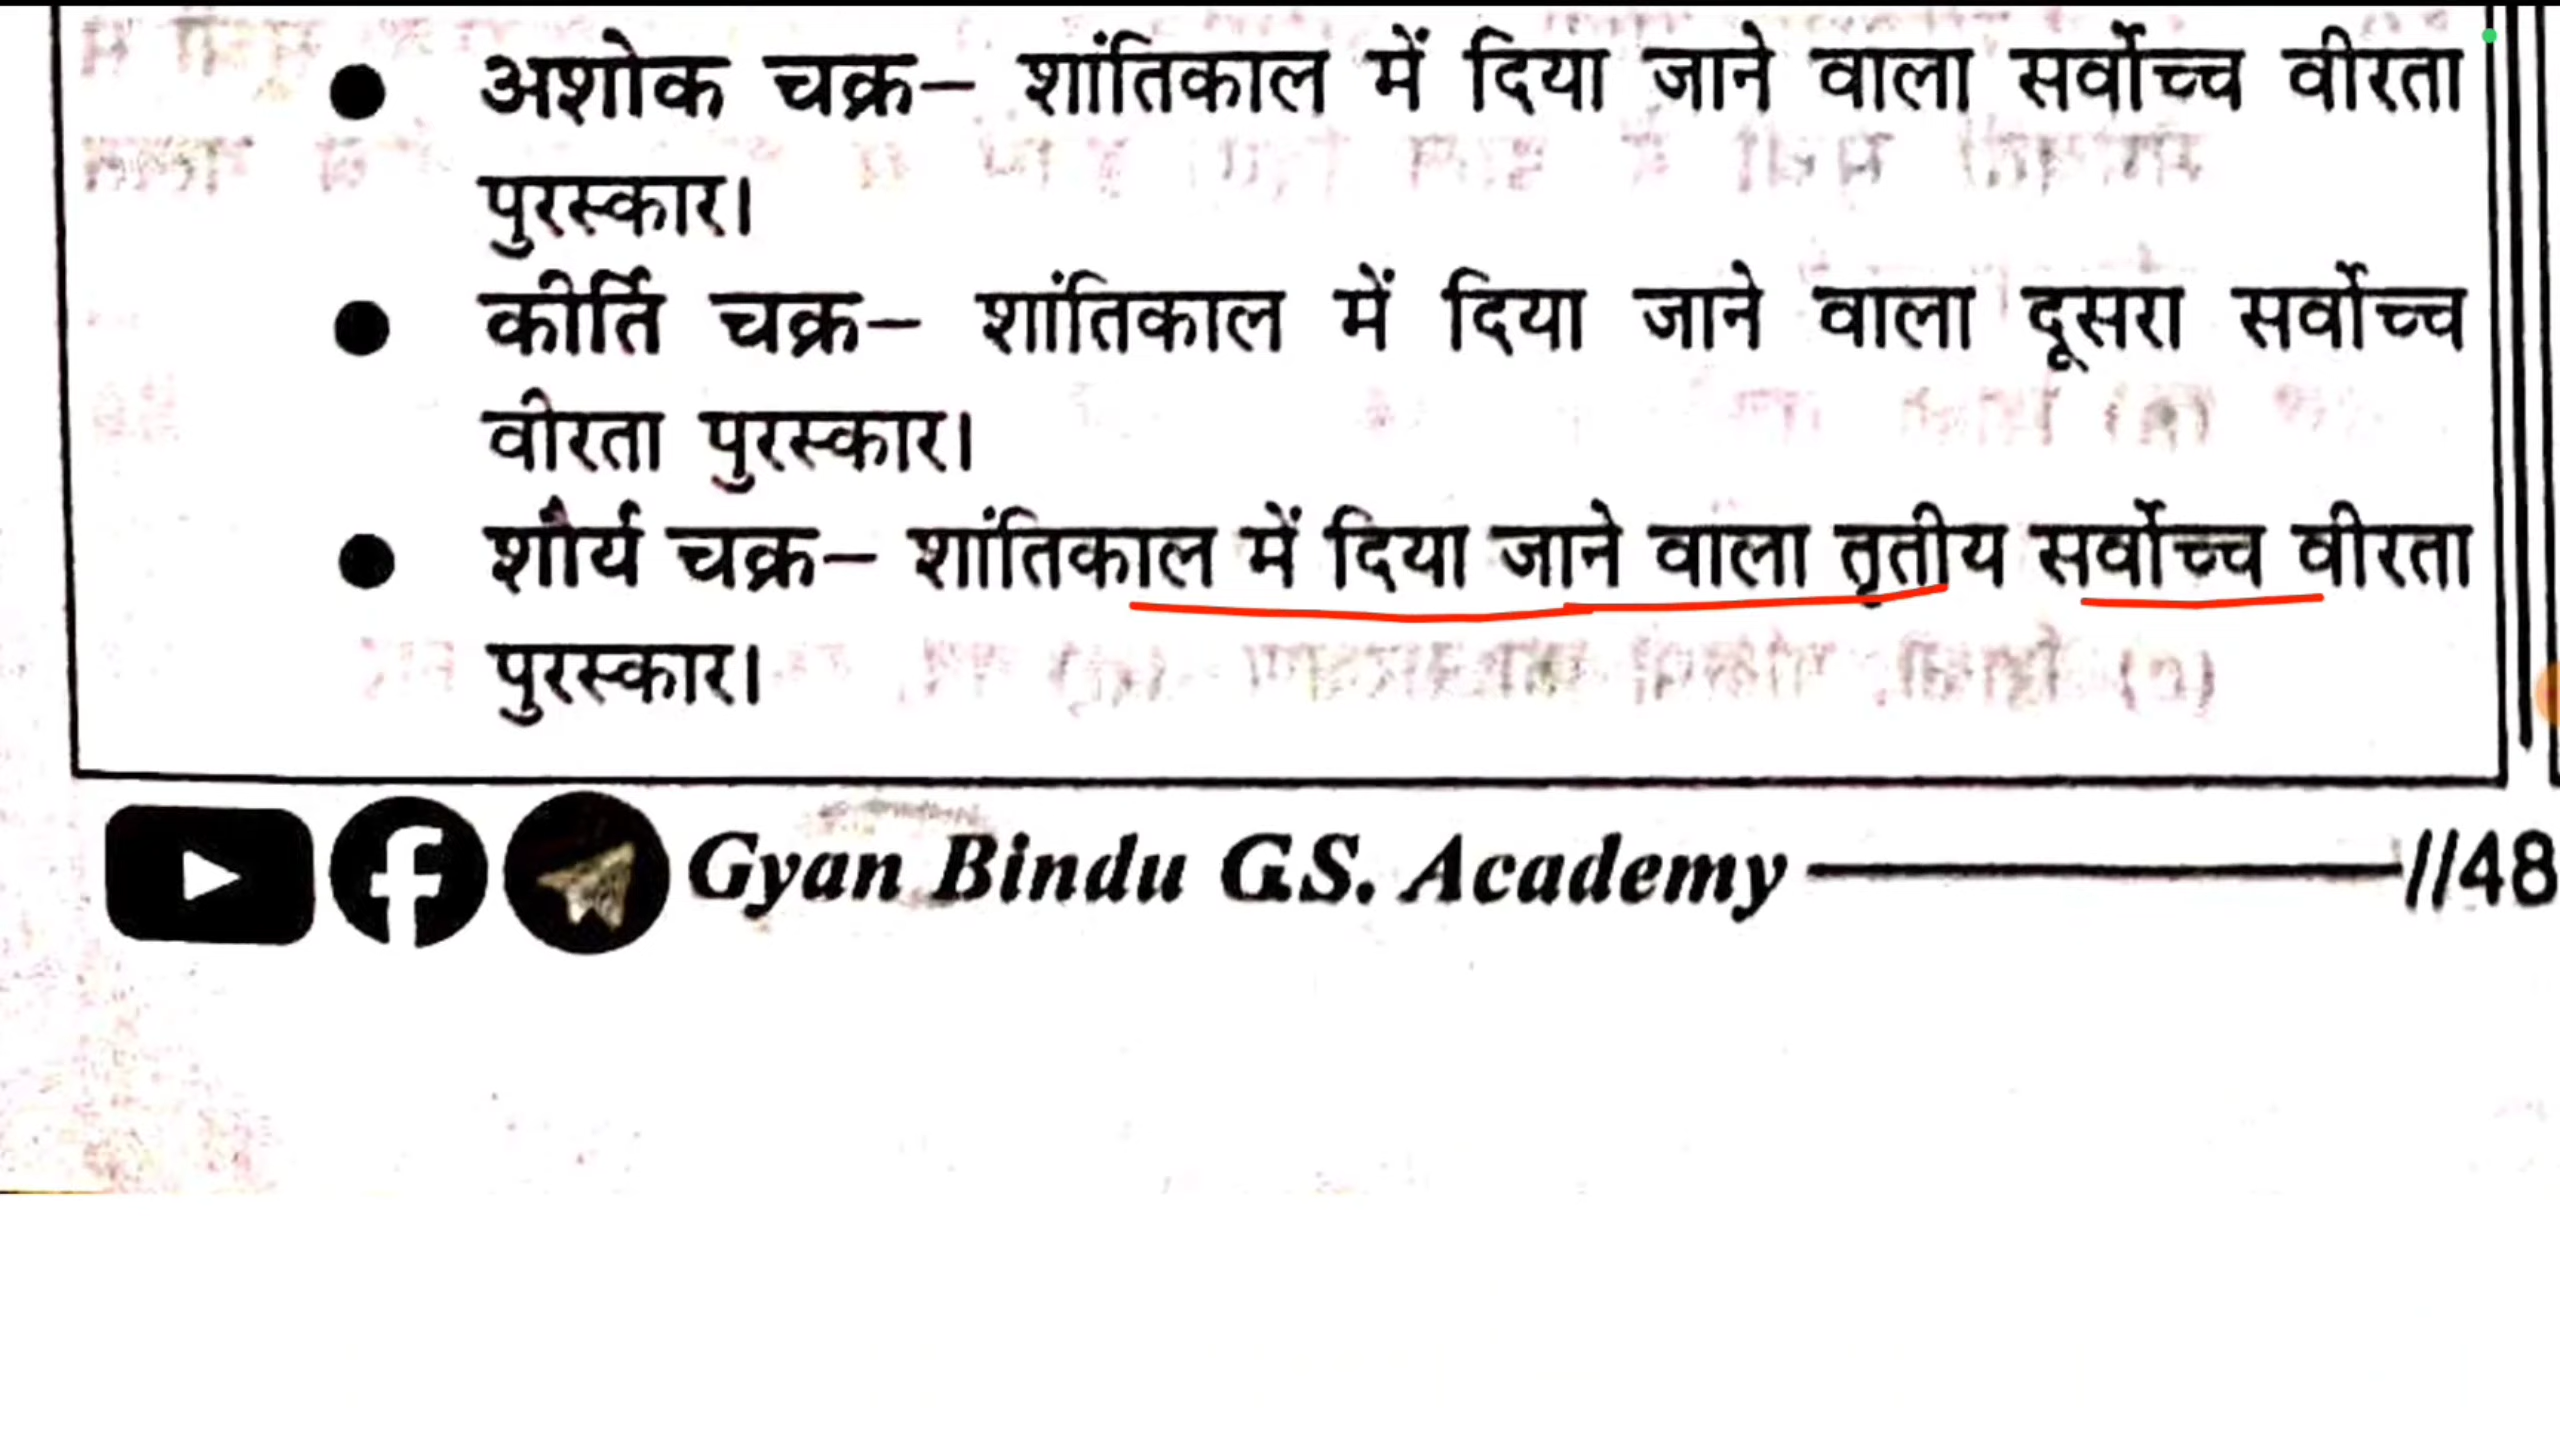 ● अशोक चक्र– शांतिकाल में दिया जाने वाला सर्वोच्च वीरता
पुरस्कार।
● कीर्ति चक्र– शांतिकाल में दिया जाने वाला दूसरा सर्वोच्च
वीरता पुरस्कार।
● शौर्य चक्र– शांतिकाल में दिया जाने वाला तृतीय सर्वोच्च वीरता
पुरस्कार।
Gyan Bindu G.S. Academy //48